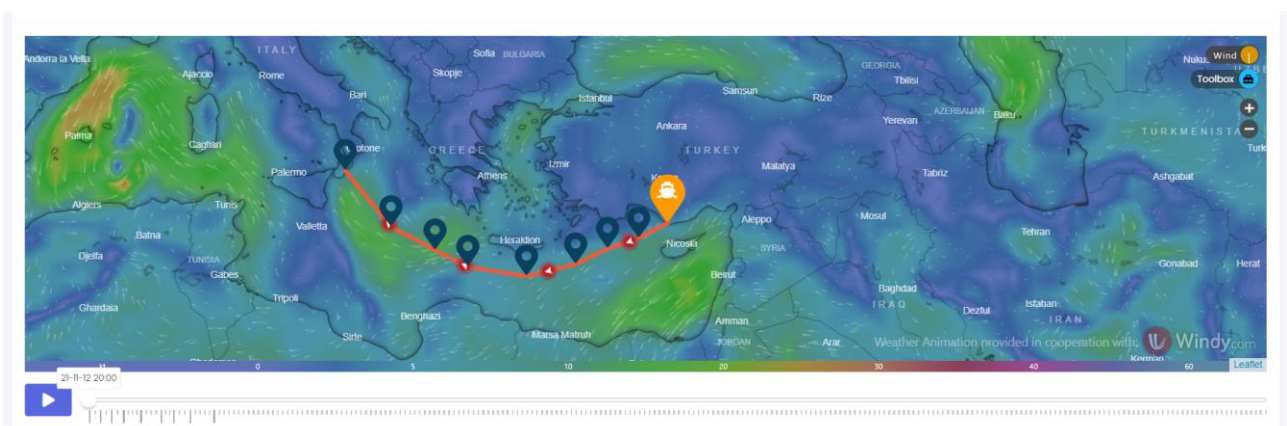 ITALY
Sofia BULGARIA
Andorra la Vella
Wind
GEORGIA
Ajaccio
Rome
Skopje
Tbilisi
Toolbox
Samsun
Rize
Istanbul
Bari
AZERBAIJAN
Baku
Yerevan
+
Ankara
TURKMENISTA
Palma
Cagliari
GREECE
TURKEY
Izmir
Palermo
Malatya
Tabriz
Athens
Ashgabat
Algiers
Tunis
Valletta
Aleppo
Mosul
Batna
Heraklion
Nicosia
Tehran
SYRIA
Djelfa
TUNISIA
Gabes
Beirut
Gonabad
Herat
Baghdad
Tripoli
IRAQ
Isfahan
Ghardaia
Benghazi
Dezful
IRAN
Amman
Sirte
Marsa Matruh
JORDAN
Arar
Weather Animation provided in cooperation with: Windy.com
Kerman
kt 0 5 10 20 30 40 60
Leaflet
21-11-12 20:00